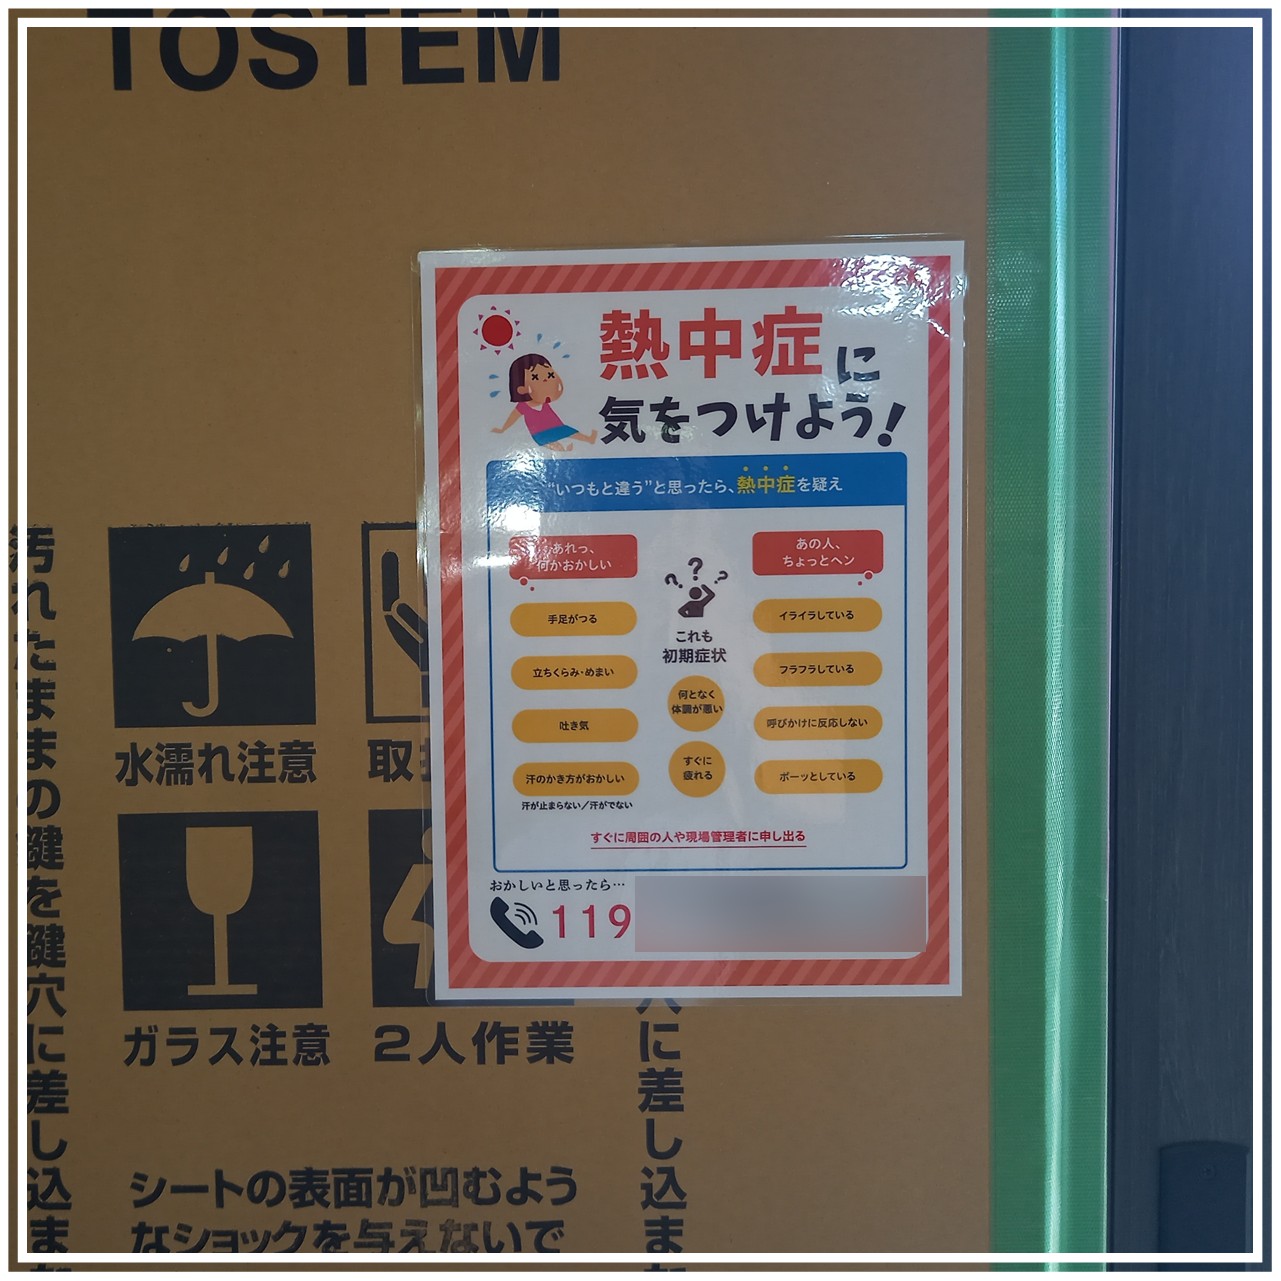 TOSTEM
熱中症に
気をつけよう!
“いつもと違う”と思ったら、熱中症を疑え
あれっ、
何かおかしい
手足がつる
立ちくらみ・めまい
吐き気
汗のかき方がおかしい
汗が止まらない／汗がでない
? ? ?
これも
初期症状
何となく
体調が悪い
すぐに
疲れる
あの人、
ちょっとヘン
イライラしている
フラフラしている
呼びかけに反応しない
ボーッとしている
すぐに周囲の人や現場管理者に申し出る
おかしいと思ったら…
119
汚れたままの鍵を鍵穴に差し込ま
水濡れ注意
取
ガラス注意
2人作業
穴に差し込ま
シートの表面が凹むよう
なショックを与えないで